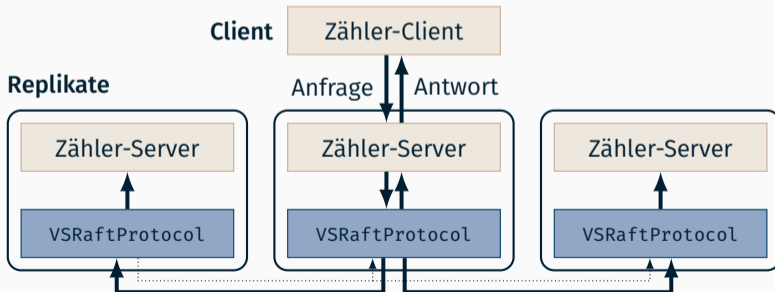 Client Zähler-Client
Anfrage Antwort
Replikate
Zähler-Server Zähler-Server Zähler-Server
VSRaftProtocol VSRaftProtocol VSRaftProtocol